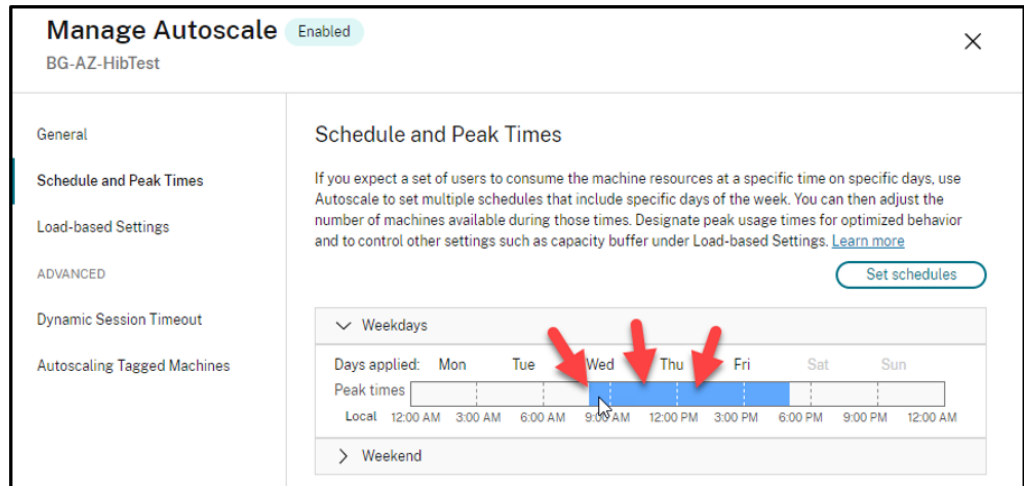 Manage Autoscale Enabled
BG-AZ-HibTest
General
Schedule and Peak Times
Load-based Settings
ADVANCED
Dynamic Session Timeout
Autoscaling Tagged Machines
Schedule and Peak Times
If you expect a set of users to consume the machine resources at a specific time on specific days, use
Autoscale to set multiple schedules that include specific days of the week. You can then adjust the
number of machines available during those times. Designate peak usage times for optimized behavior
and to control other settings such as capacity buffer under Load-based Settings. Learn more
Set schedules
Weekdays
Days applied: Mon Tue Wed Thu Fri Sat Sun
Peak times
Local 12:00 AM 3:00 AM 6:00 AM 9:00 AM 12:00 PM 3:00 PM 6:00 PM 9:00 PM 12:00 AM
Weekend